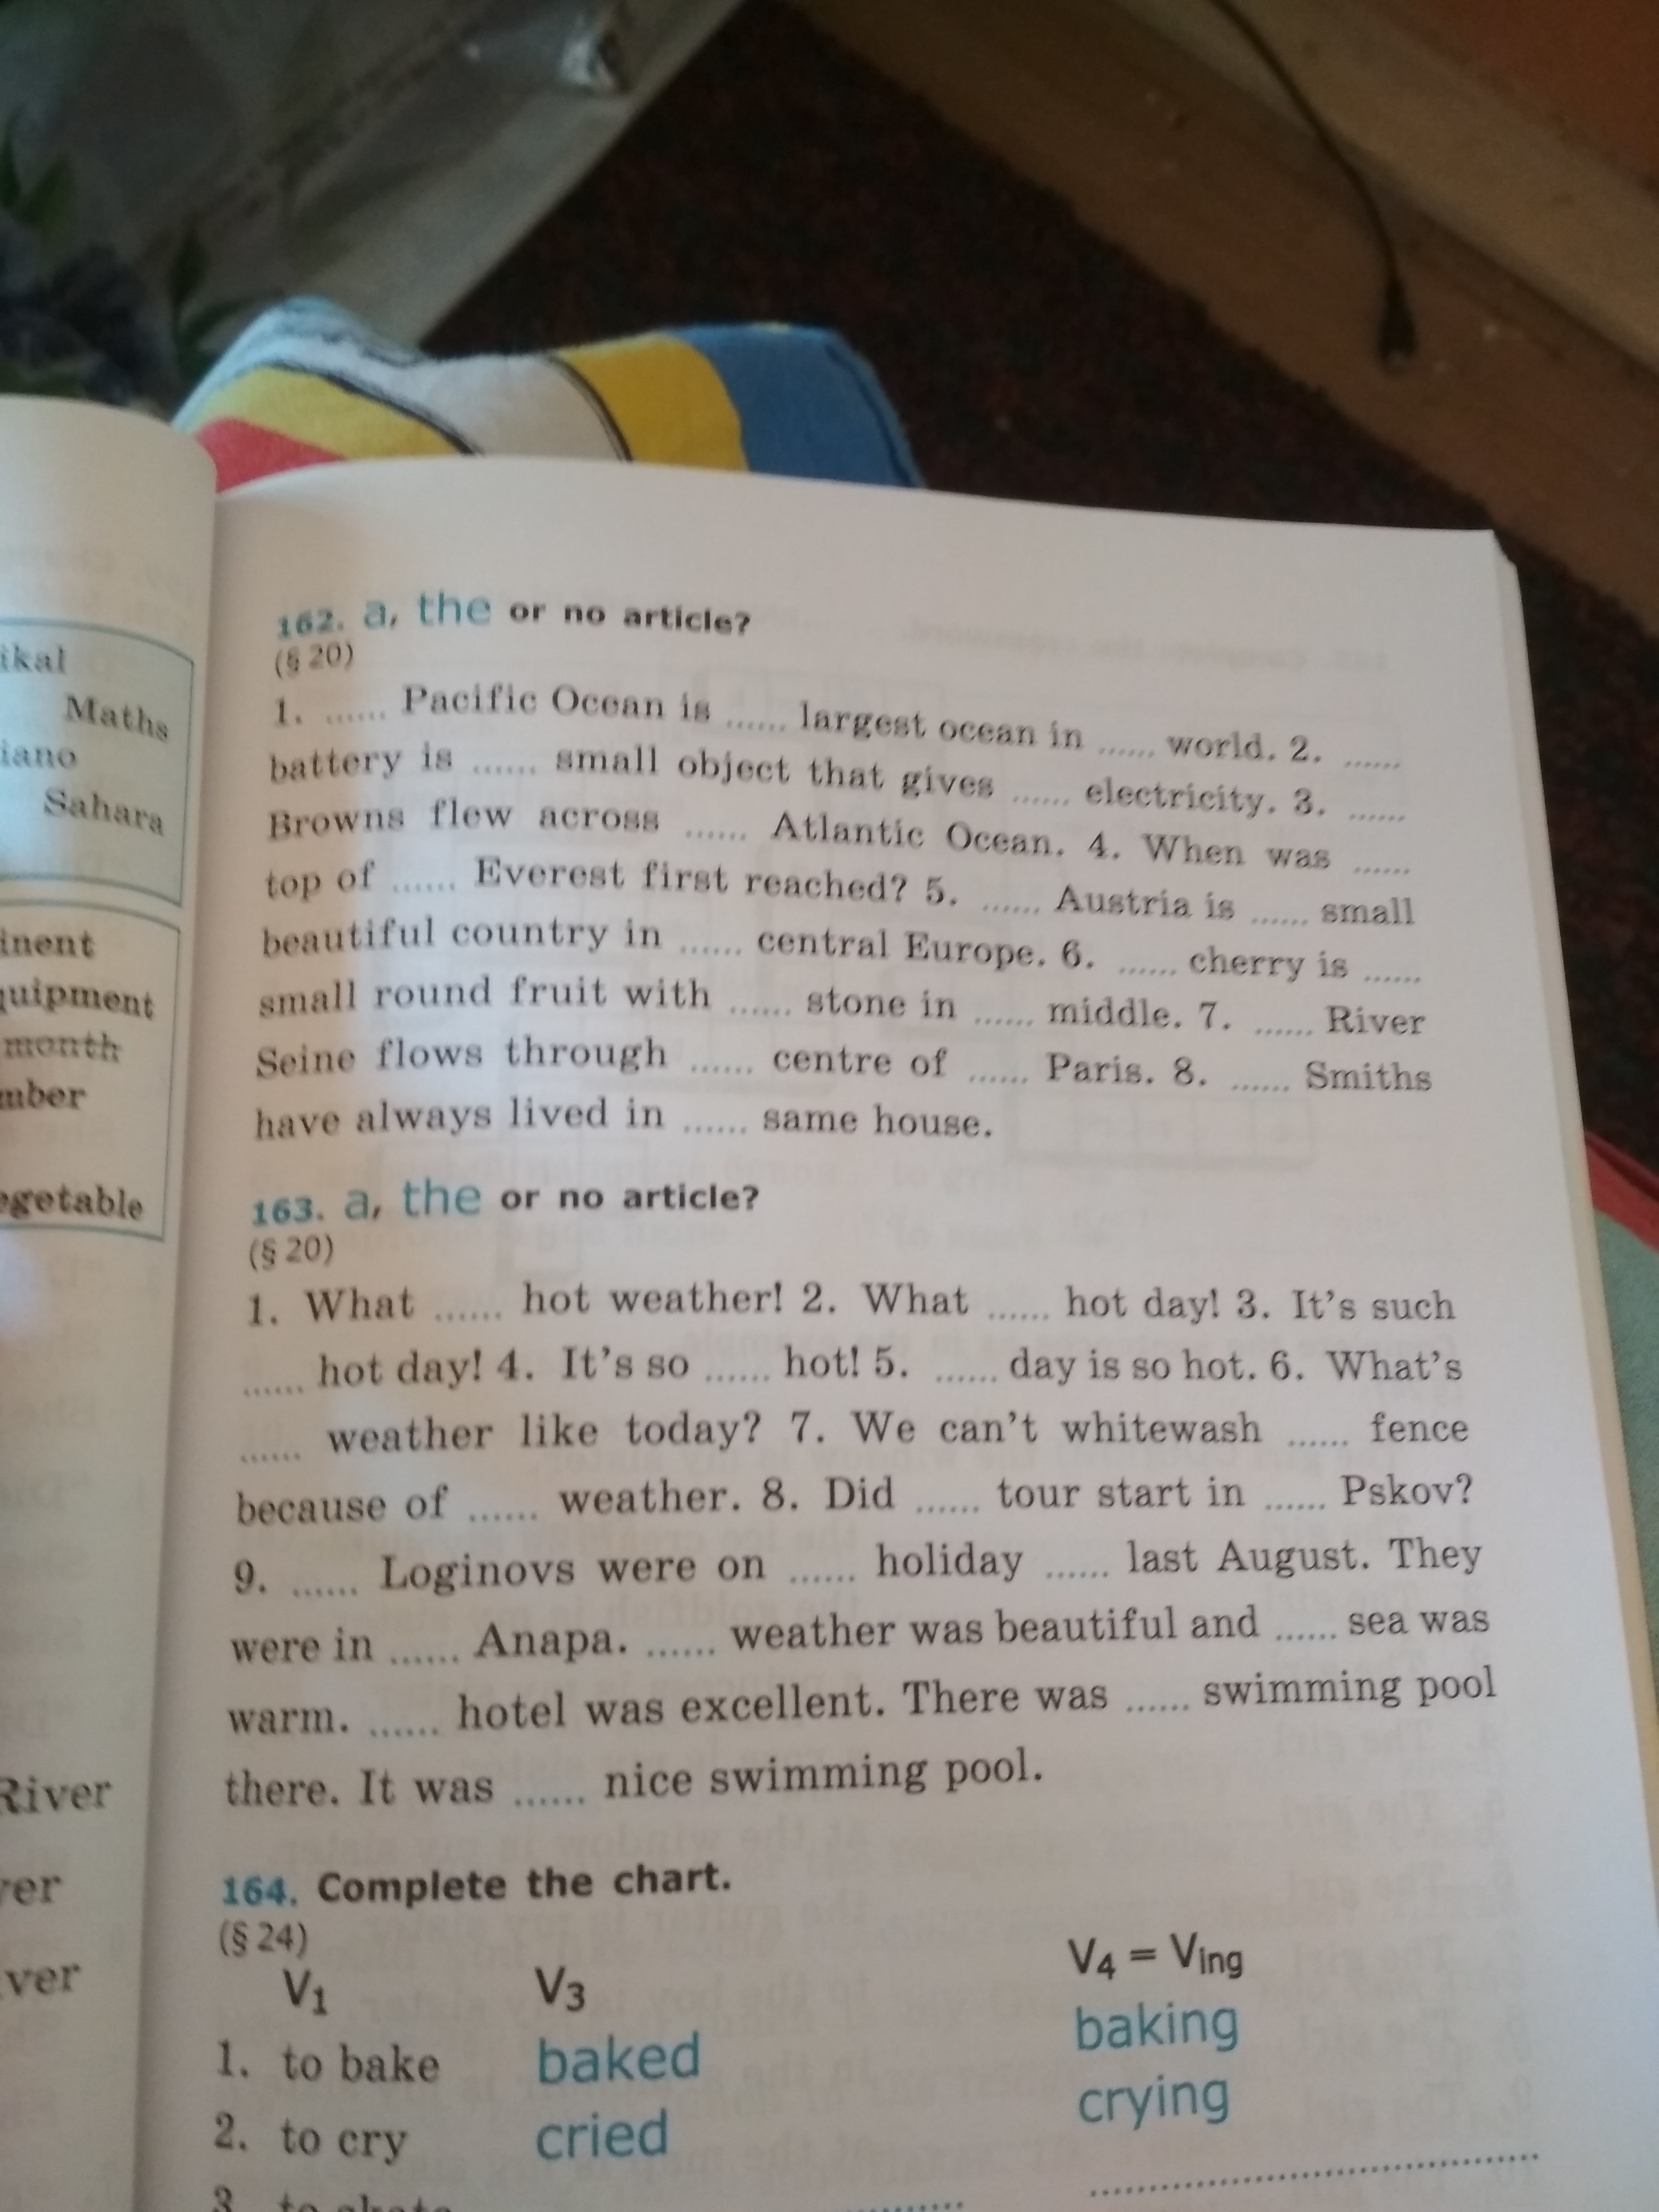 ikal
Maths
iano
Sahara
inent
quipment
month
mber
egetable
River
ver
ver
162. a, the or no article?
(§ 20)
1. ...... Pacific Ocean is ...... largest ocean in ...... world. 2. ......
battery is ...... small object that gives ...... electricity. 3. ......
Browns flew across ...... Atlantic Ocean. 4. When was ......
top of ...... Everest first reached? 5. ...... Austria is ...... small
beautiful country in ...... central Europe. 6. ...... cherry is ......
small round fruit with ...... stone in ...... middle. 7. ...... River
Seine flows through ...... centre of ...... Paris. 8. ...... Smiths
have always lived in ...... same house.
163. a, the or no article?
(§ 20)
1. What ...... hot weather! 2. What ...... hot day! 3. It's such
...... hot day! 4. It's so ...... hot! 5. ...... day is so hot. 6. What's
...... weather like today? 7. We can't whitewash ...... fence
because of ...... weather. 8. Did ...... tour start in ...... Pskov?
9. ...... Loginovs were on ...... holiday ...... last August. They
were in ...... Anapa. ...... weather was beautiful and ...... sea was
warm. ...... hotel was excellent. There was ...... swimming pool
there. It was ...... nice swimming pool.
164. Complete the chart.
(§ 24)
V1 V3 V4 = Ving
1. to bake baked baking
2. to cry cried crying
3. to